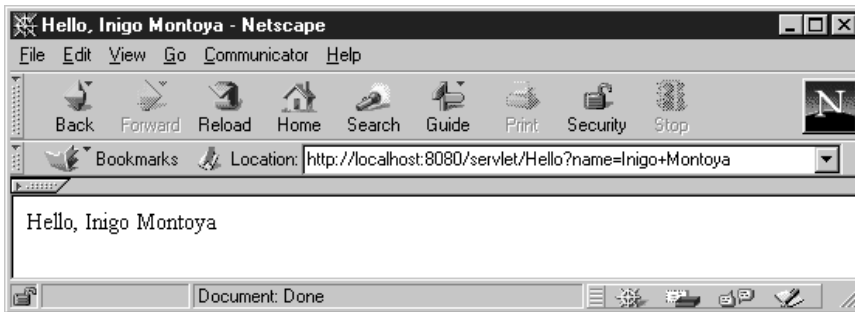 Hello, Inigo Montoya - Netscape
File Edit View Go Communicator Help
Back Forward Reload Home Search Guide Print Security Stop
N
Bookmarks Location: http://localhost:8080/servlet/Hello?name=Inigo+Montoya
Hello, Inigo Montoya
Document: Done